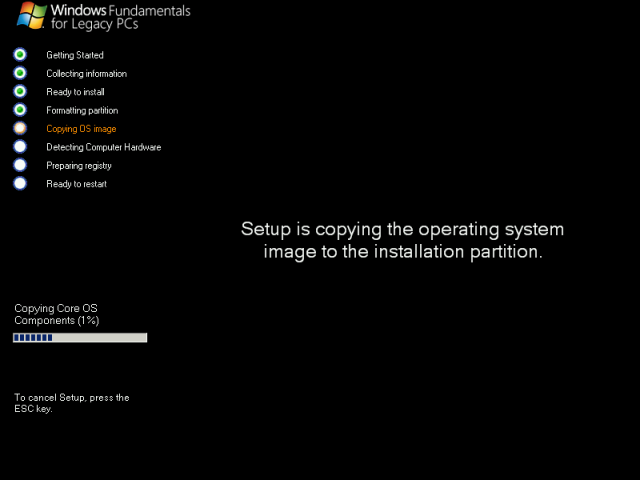 Windows Fundamentals
for Legacy PCs
Getting Started
Collecting information
Ready to install
Formatting partition
Copying OS image
Detecting Computer Hardware
Preparing registry
Ready to restart
Setup is copying the operating system
image to the installation partition.
Copying Core OS
Components (1%)
To cancel Setup, press the
ESC key.